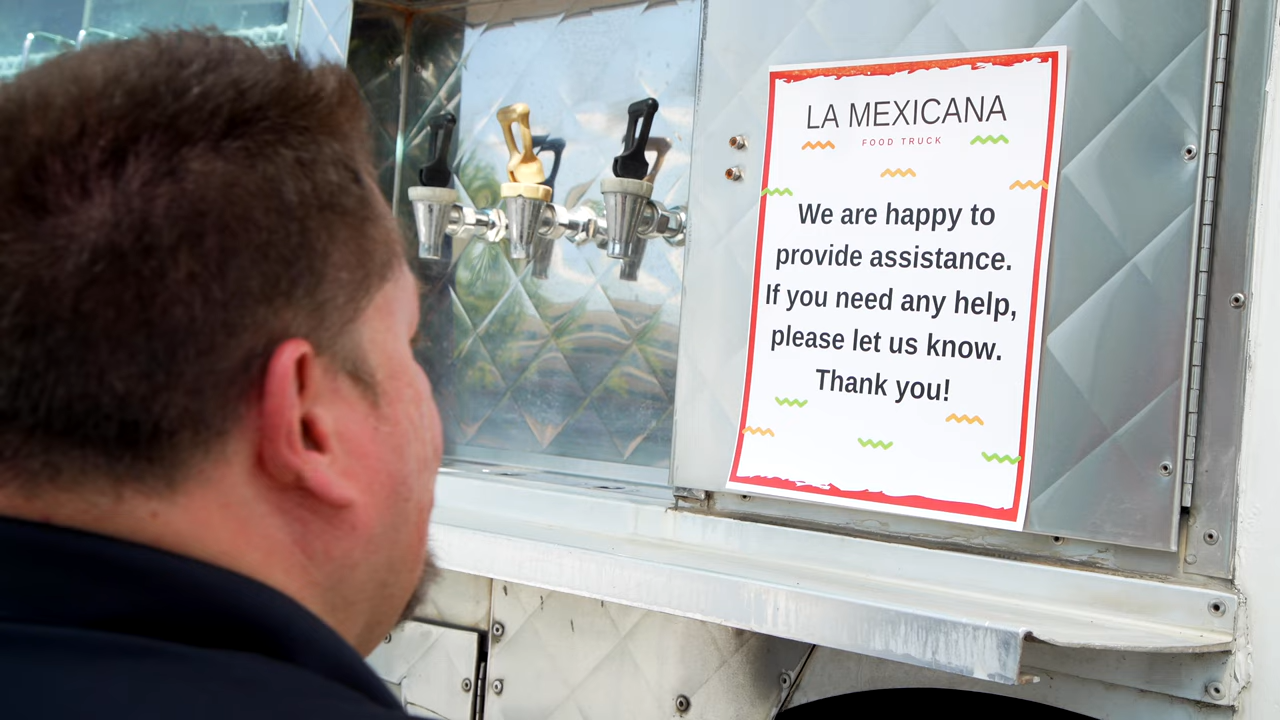 LA MEXICANA
FOOD TRUCK
We are happy to
provide assistance.
If you need any help,
please let us know.
Thank you!